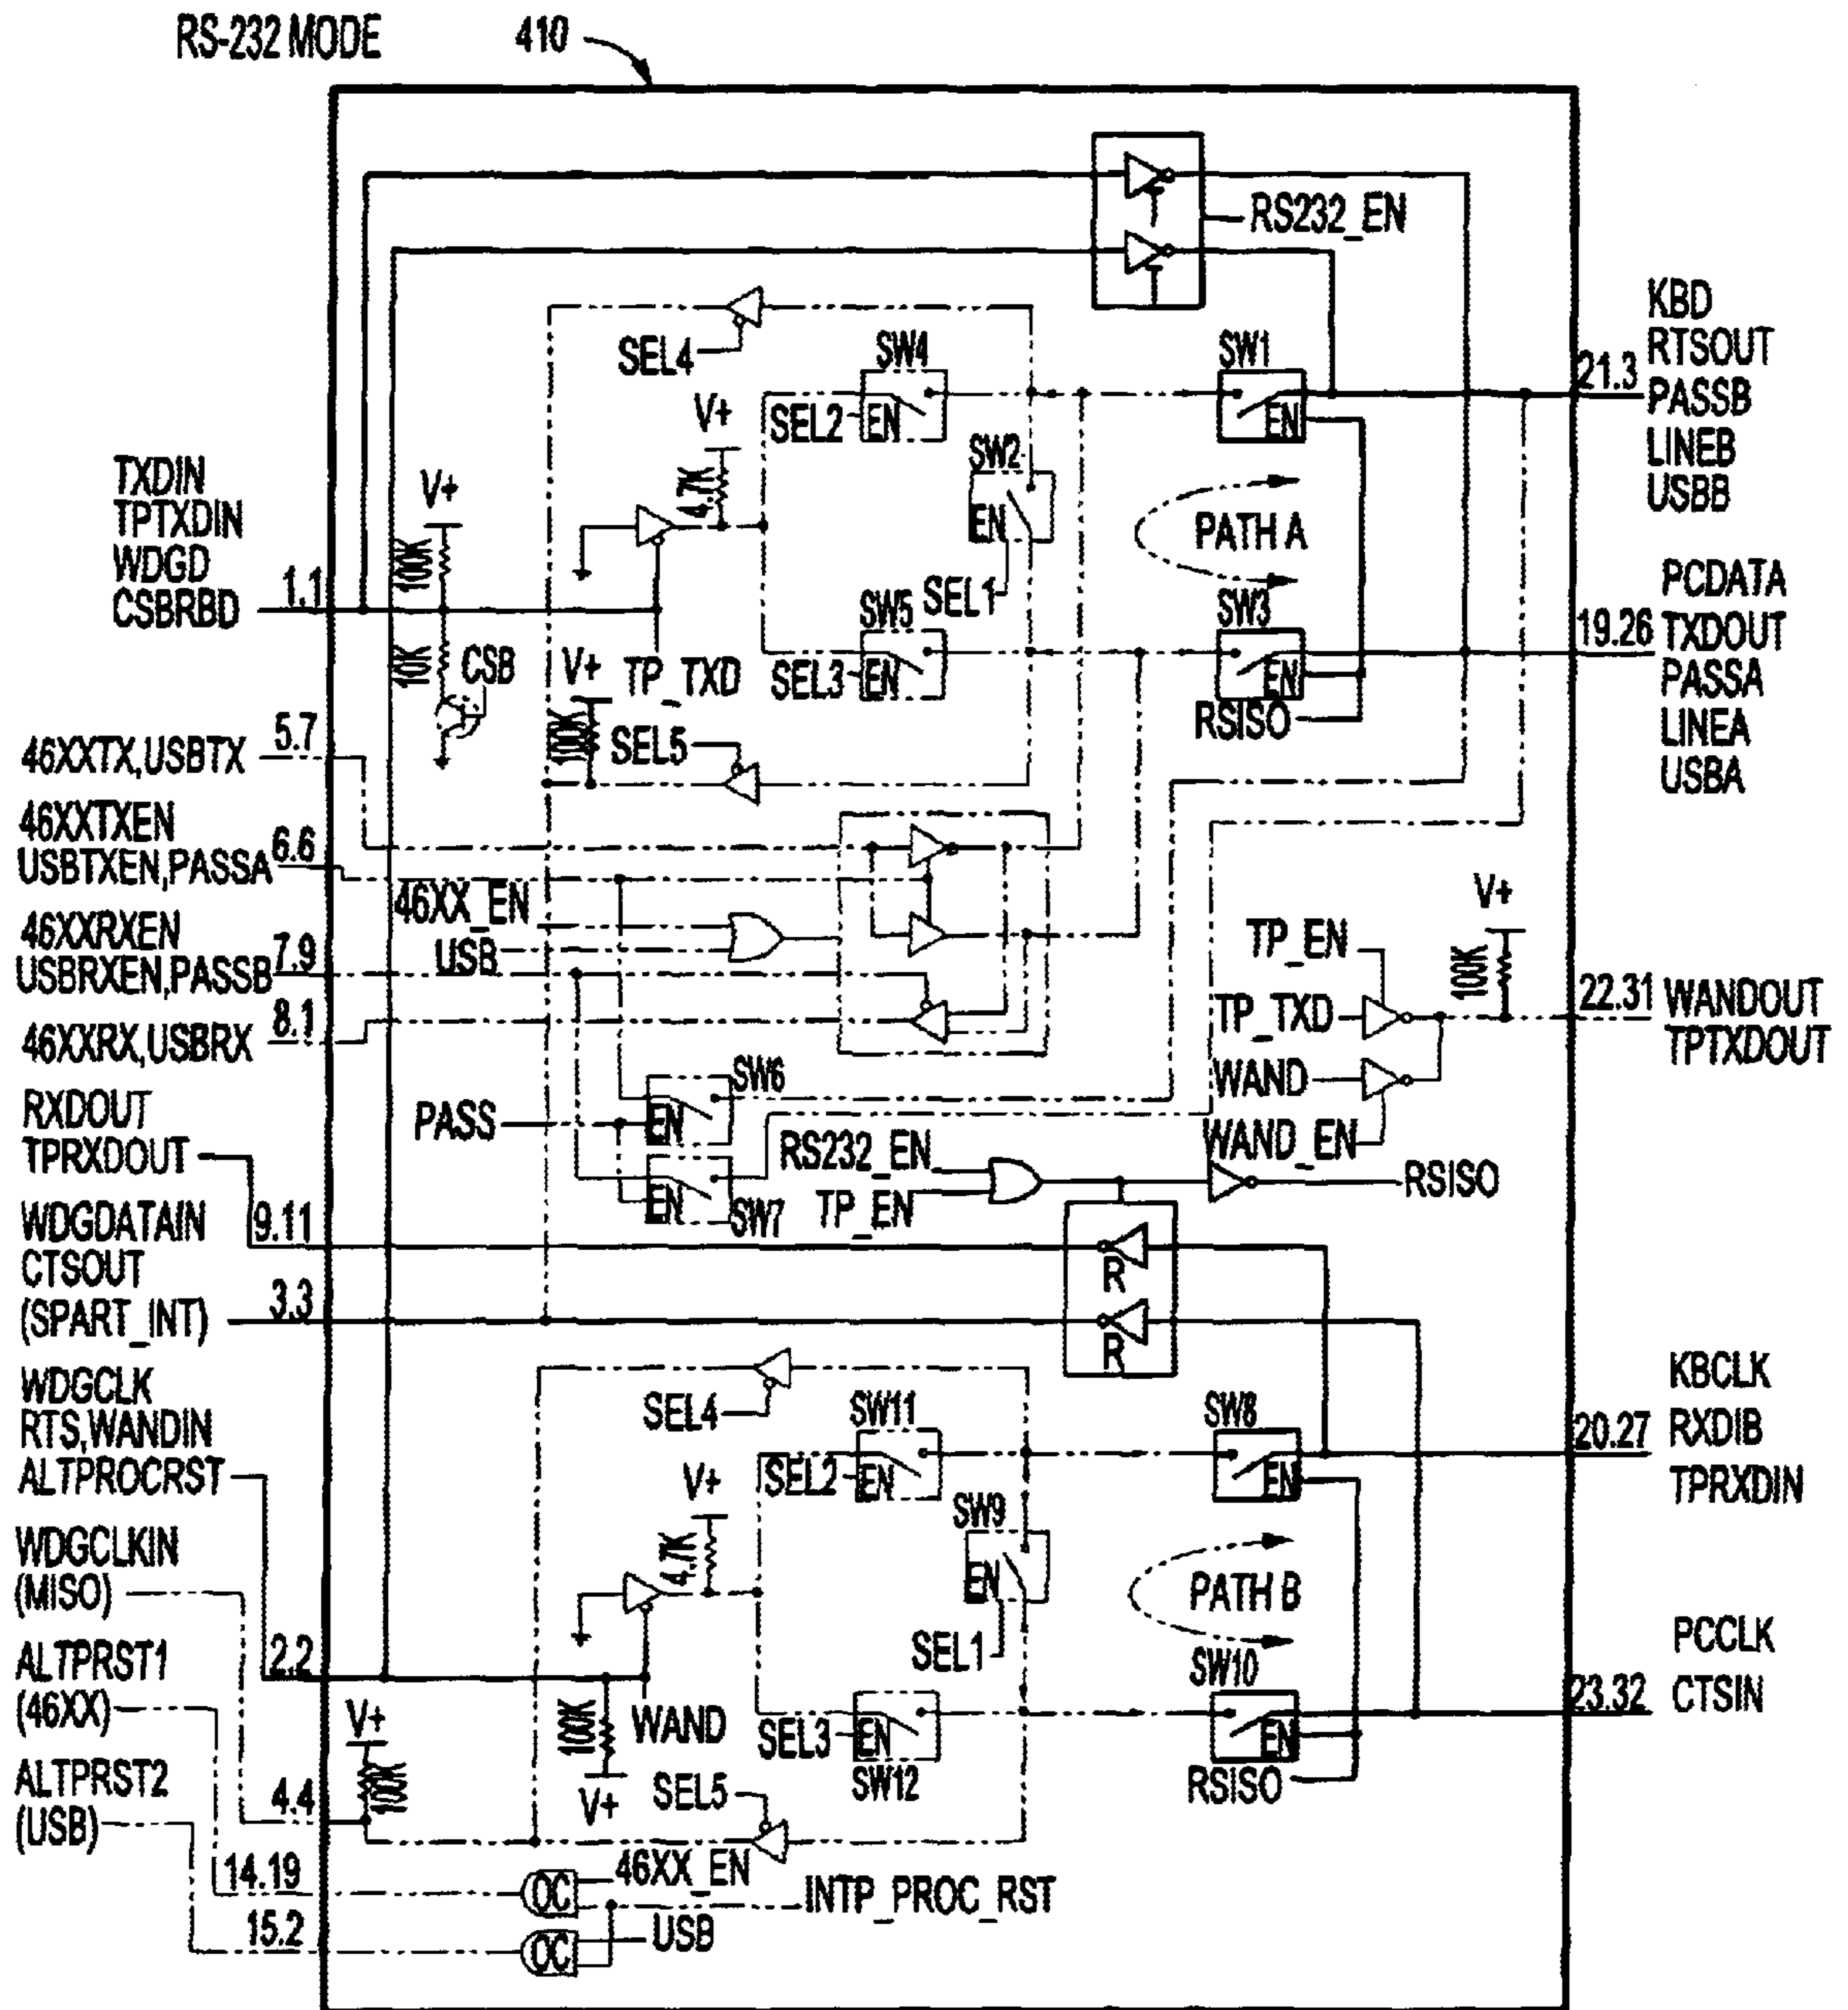 RS-232 MODE
410
RS232_EN
KBD
RTSOUT
21.3
PASSB
LINEB
USBB
SEL4
SW4
SW1
V+
SEL2
EN
EN
SW2
4.7K
EN
PATH A
TXDIN
TPTXDIN
WDGD
CSBRBD
1.1
V+
100K
10K
CSB
SEL1
SW5
SW3
PCDATA
19.26
TXDOUT
PASSA
LINEA
USBA
V+
TP_TXD
SEL3
EN
EN
RSISO
100K
SEL5
46XXTX,USBTX
5.7
46XXTXEN
USBTXEN,PASSA
6.6
46XX_EN
USB
46XXRXEN
USBRXEN,PASSB
7.9
46XXRX,USBRX
8.1
V+
TP_EN
100K
TP_TXD
22.31
WANDOUT
TPTXDOUT
WAND
WAND_EN
SW6
PASS
EN
EN
SW7
RS232_EN
TP_EN
RSISO
RXDOUT
TPRXDOUT
9.11
R
WDGDATAIN
CTSOUT
(SPART_INT)
3.3
R
SEL4
SW11
SW8
KBCLK
20.27
RXDIB
TPRXDIN
WDGCLK
RTS,WANDIN
ALTPROCRST
2.2
SEL2
EN
EN
V+
4.7K
SW9
EN
PATH B
SEL1
WDGCLKIN
(MISO)
4.4
SW10
PCCLK
23.32
CTSIN
ALTPRST1
(46XX)
14.19
V+
100K
100K
V+
WAND
SEL3
EN
SW12
EN
RSISO
SEL5
ALTPRST2
(USB)
15.2
46XX_EN
OC
INTP_PROC_RST
USB
OC